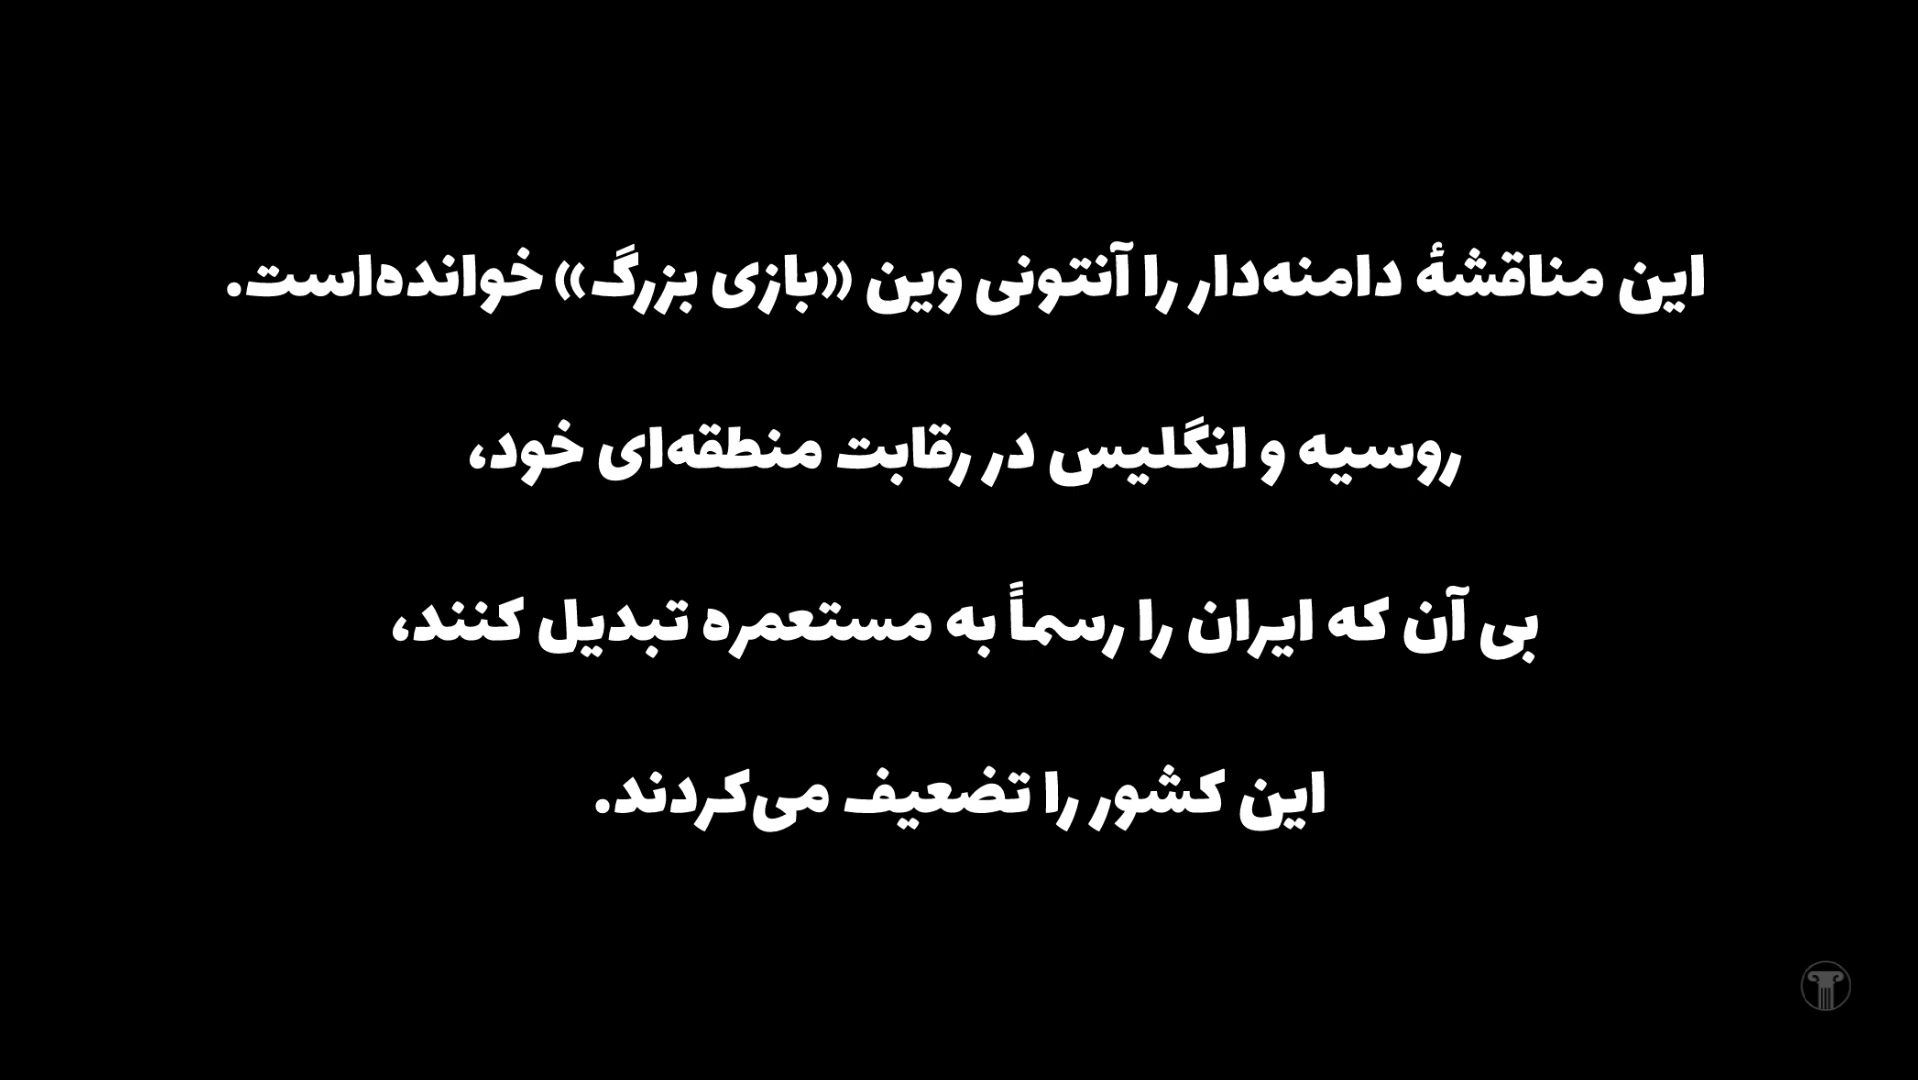 این مناقشهٔ دامنه‌دار را آنتونی وین «بازی بزرگ» خوانده‌است.
روسیه و انگلیس در رقابت منطقه‌ای خود،
بی آن که ایران را رسماً به مستعمره تبدیل کنند،
این کشور را تضعیف می‌کردند.